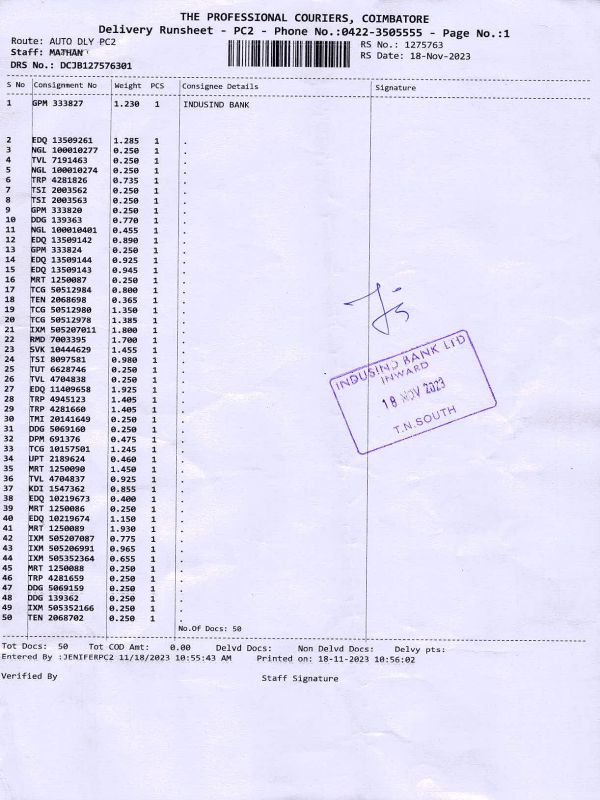 THE PROFESSIONAL COURIERS, COIMBATORE
Delivery Runsheet - PC2 - Phone No.:0422-3505555 - Page No.:1
Route: AUTO DLY PC2 RS No.: 1275763
Staff: MATHAN RS Date: 18-Nov-2023
DRS No.: DCJB127576301
S No Consignment No Weight PCS Consignee Details Signature
1 GPM 333827 1.230 1 INDUSIND BANK
2 EDQ 13509261 1.285 1 .
3 NGL 100010277 0.250 1 .
4 TVL 7191463 0.250 1 .
5 NGL 100010274 0.250 1 .
6 TRP 4281826 0.735 1 .
7 TSI 2003562 0.250 1 .
8 TSI 2003563 0.250 1 .
9 GPM 333820 0.250 1 .
10 DDG 139363 0.770 1 .
11 NGL 100010401 0.455 1 .
12 EDQ 13509142 0.890 1 .
13 GPM 333824 0.250 1 .
14 EDQ 13509144 0.925 1 .
15 EDQ 13509143 0.945 1 .
16 MRT 1250087 0.250 1 .
17 TCG 50512984 0.800 1 .
18 TEN 2068698 0.365 1 .
19 TCG 50512980 1.350 1 .
20 TCG 50512978 1.385 1 .
21 IXM 505207011 1.800 1 .
22 RMD 7003395 1.700 1 .
23 SVK 10444629 1.455 1 .
24 TSI 8097581 0.980 1 .
25 TUT 6628746 0.250 1 .
26 TVL 4704838 0.250 1 .
27 EDQ 11409658 1.925 1 .
28 TRP 4945123 1.405 1 .
29 TRP 4281660 1.405 1 .
30 TMI 20141649 0.250 1 .
31 DDG 5069160 0.250 1 .
32 DPM 691376 0.475 1 .
33 TCG 10157501 1.245 1 .
34 UPT 2189624 0.460 1 .
35 MRT 1250090 1.450 1 .
36 TVL 4704837 0.925 1 .
37 KDI 1547362 0.855 1 .
38 EDQ 10219673 0.400 1 .
39 MRT 1250086 0.250 1 .
40 EDQ 10219674 1.150 1 .
41 MRT 1250089 1.930 1 .
42 IXM 505207087 0.775 1 .
43 IXM 505206991 0.965 1 .
44 IXM 505352364 0.655 1 .
45 MRT 1250088 0.250 1 .
46 TRP 4281659 0.250 1 .
47 DDG 5069159 0.250 1 .
48 DDG 139362 0.250 1 .
49 IXM 505352166 0.250 1 .
50 TEN 2068702 0.250 1 .
INDUSIND BANK LTD
INWARD
18 NOV 2023
T.N.SOUTH
No.Of Docs: 50
Tot Docs: 50 Tot COD Amt: 0.00 Delvd Docs: Non Delvd Docs: Delvy pts:
Entered By :JENIFERPC2 11/18/2023 10:55:43 AM Printed on: 18-11-2023 10:56:02
Verified By Staff Signature